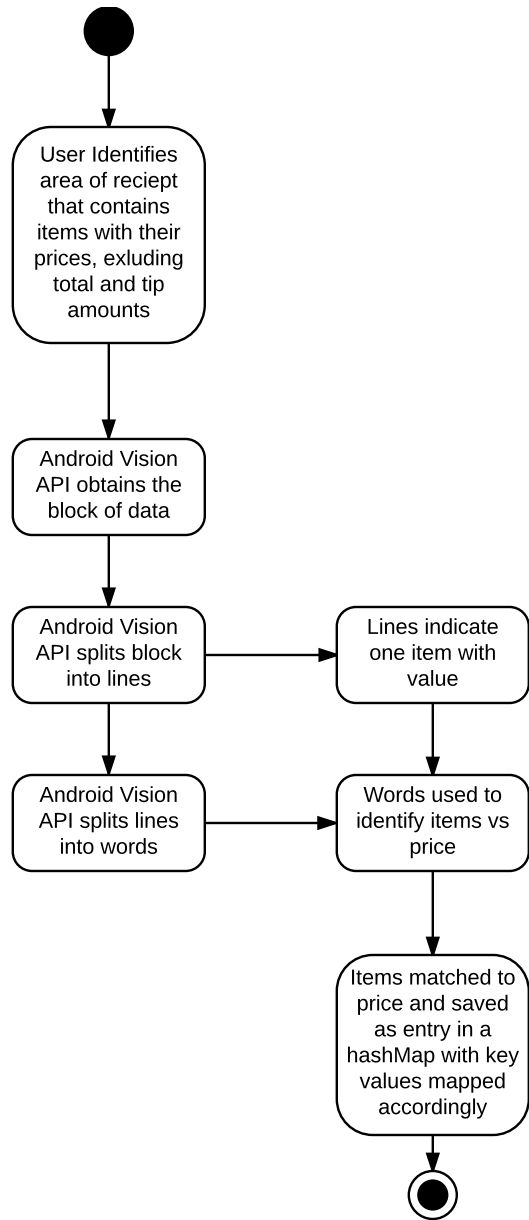 User Identifies
area of reciept
that contains
items with their
prices, exluding
total and tip
amounts
Android Vision
API obtains the
block of data
Android Vision
API splits block
into lines
Lines indicate
one item with
value
Android Vision
API splits lines
into words
Words used to
identify items vs
price
Items matched to
price and saved
as entry in a
hashMap with key
values mapped
accordingly